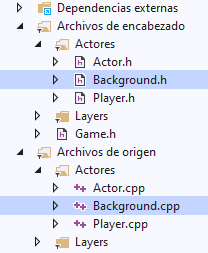 Dependencias externas
Archivos de encabezado
Actores
Actor.h
Background.h
Player.h
Layers
Game.h
Archivos de origen
Actores
Actor.cpp
Background.cpp
Player.cpp
Layers